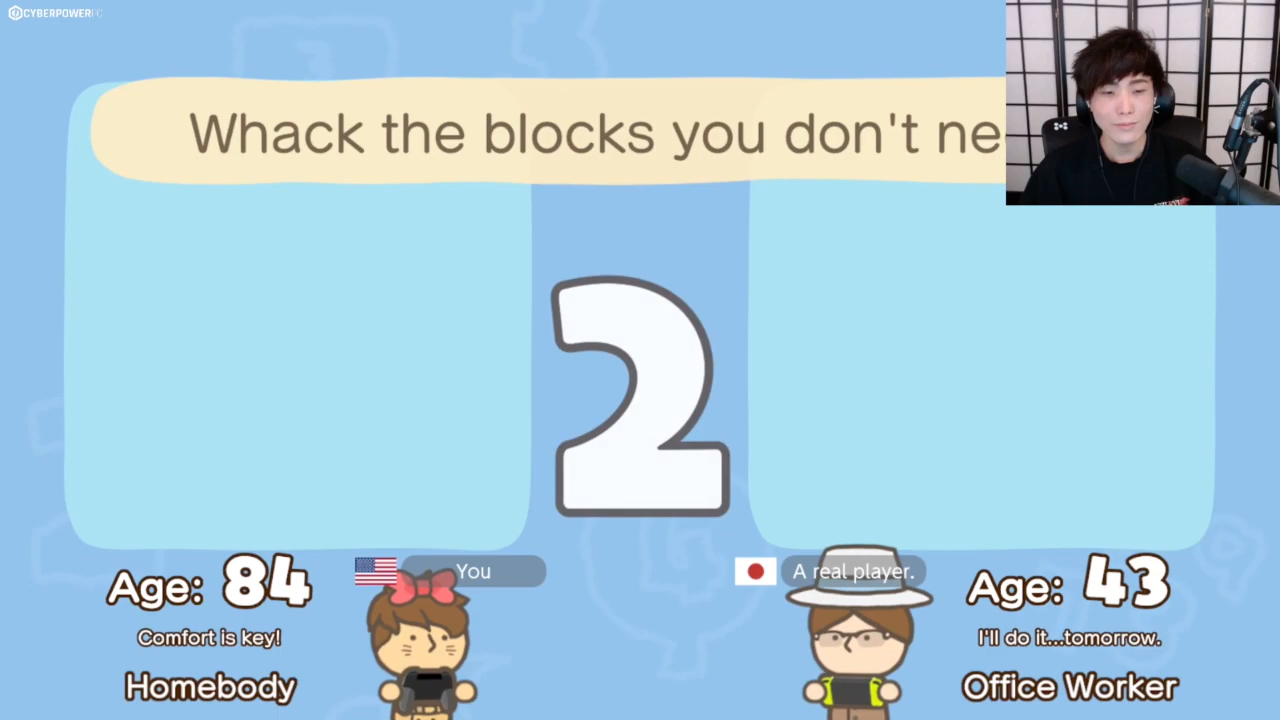 CYBERPOWERPC
Whack the blocks you don't ne
2
You
A real player.
Age: 84
Age: 43
Comfort is key!
I'll do it...tomorrow.
Homebody
Office Worker